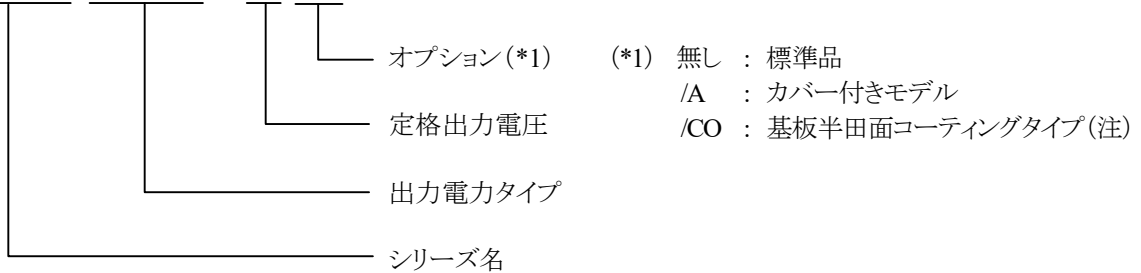 オプション(*1) (*1) 無し : 標準品
/A : カバー付きモデル
定格出力電圧 /CO : 基板半田面コーティングタイプ(注)
出力電力タイプ
シリーズ名